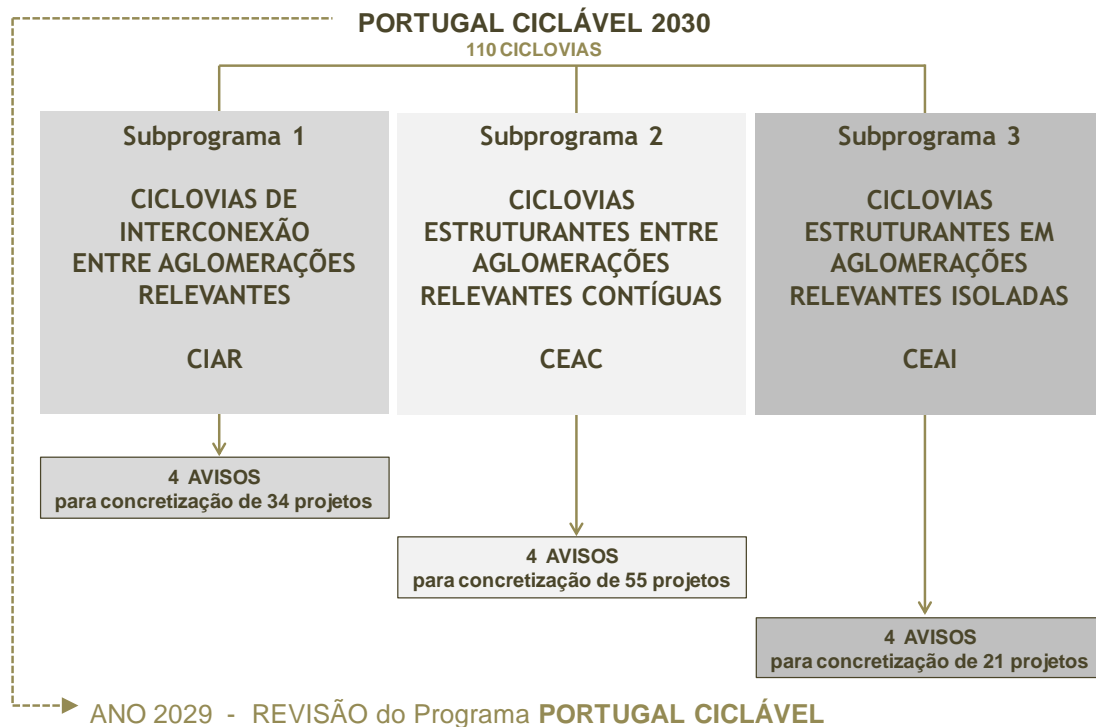 PORTUGAL CICLÁVEL 2030
110 CICLOVIAS
Subprograma 1
CICLOVIAS DE
INTERCONEXÃO
ENTRE AGLOMERAÇÕES
RELEVANTES
CIAR
Subprograma 2
CICLOVIAS
ESTRUTURANTES ENTRE
AGLOMERAÇÕES
RELEVANTES CONTÍGUAS
CEAC
Subprograma 3
CICLOVIAS
ESTRUTURANTES EM
AGLOMERAÇÕES
RELEVANTES ISOLADAS
CEAI
4 AVISOS
para concretização de 34 projetos
4 AVISOS
para concretização de 55 projetos
4 AVISOS
para concretização de 21 projetos
ANO 2029 - REVISÃO do Programa PORTUGAL CICLÁVEL